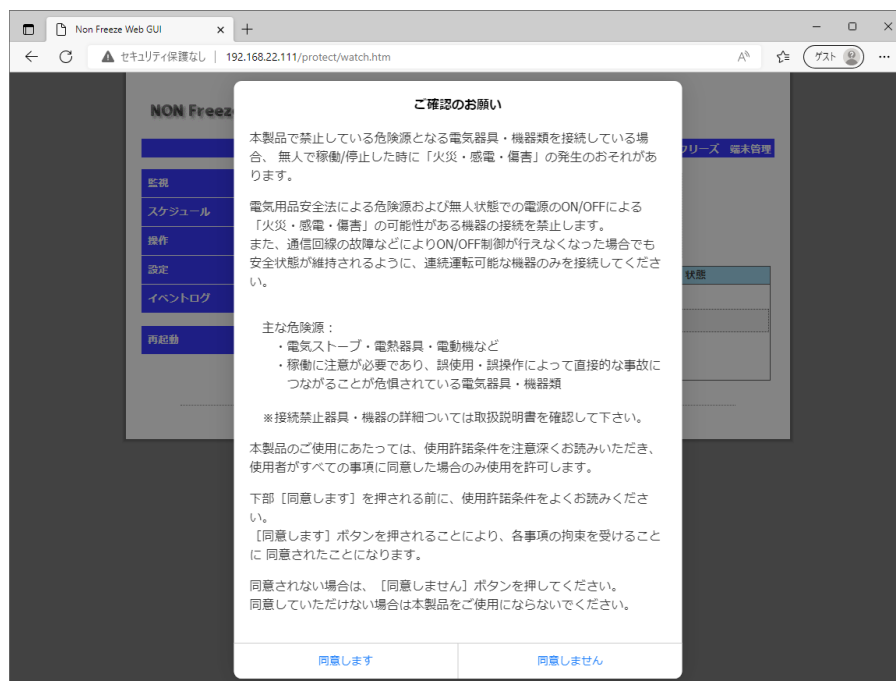 Non Freeze Web GUI
セキュリティ保護なし | 192.168.22.111/protect/watch.htm
ゲスト
NON Freez
フリーズ 端末管理
監視
スケジュール
操作
設定
イベントログ
再起動
状態
ご確認のお願い
本製品で禁止している危険源となる電気器具・機器類を接続している場
合、 無人で稼働/停止した時に「火災・感電・傷害」の発生のおそれがあ
ります。
電気用品安全法による危険源および無人状態での電源のON/OFFによる
「火災・感電・傷害」の可能性がある機器の接続を禁止します。
また、通信回線の故障などによりON/OFF制御が行えなくなった場合でも
安全状態が維持されるように、連続運転可能な機器のみを接続してくださ
い。
主な危険源：
・電気ストーブ・電熱器具・電動機など
・稼働に注意が必要であり、誤使用・誤操作によって直接的な事故に
つながることが危惧されている電気器具・機器類
※接続禁止器具・機器の詳細ついては取扱説明書を確認して下さい。
本製品のご使用にあたっては、使用許諾条件を注意深くお読みいただき、
使用者がすべての事項に同意した場合のみ使用を許可します。
下部［同意します］を押される前に、使用許諾条件をよくお読みくださ
い。
［同意します］ボタンを押されることにより、各事項の拘束を受けること
に 同意されたことになります。
同意されない場合は、［同意しません］ボタンを押してください。
同意していただけない場合は本製品をご使用にならないでください。
同意します
同意しません